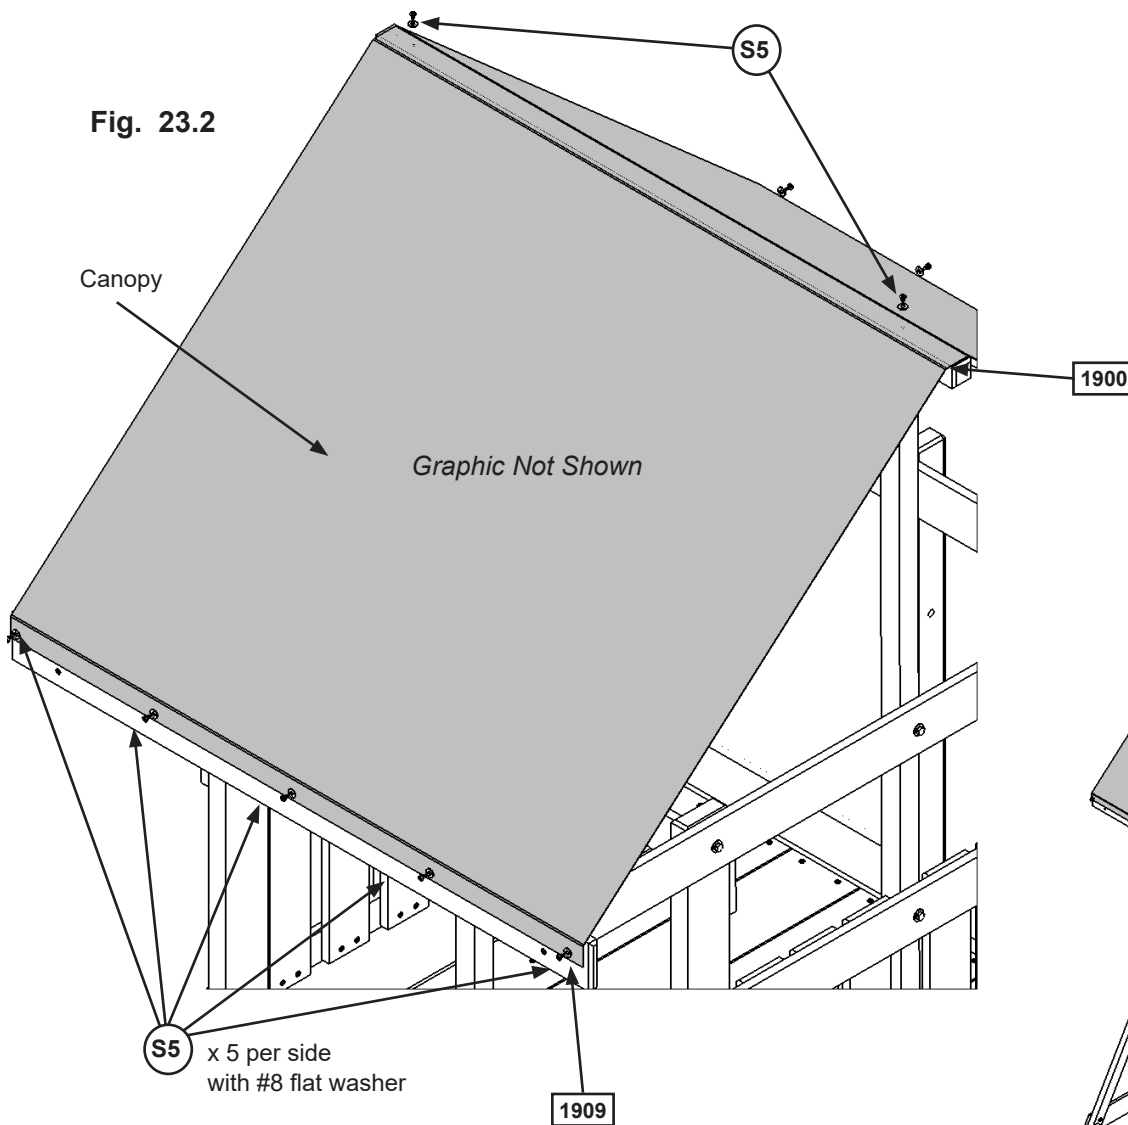 S5
Fig. 23.2
Canopy
1900
Graphic Not Shown
S5
x 5 per side
with #8 flat washer
1909